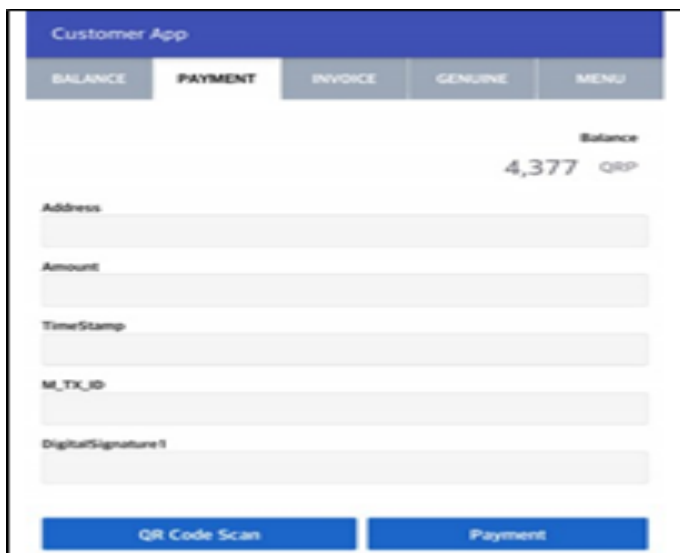 Customer App
BALANCE PAYMENT INVOICE GENUINE MENU
Balance
4,377 QRP
Address
Amount
TimeStamp
M_TX_ID
DigitalSignature1
QR Code Scan Payment